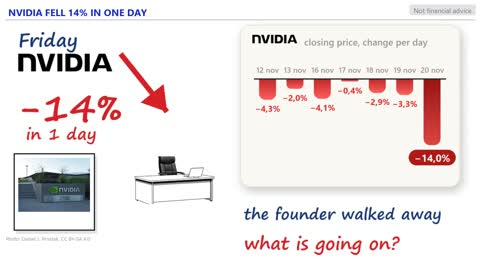 NVIDIA FELL 14% IN ONE DAY
Not financial advice
Friday
NVIDIA
-14%
in 1 day
NVIDIA
Photo: Daniel L. Prostak, CC BY-SA 4.0
NVIDIA closing price, change per day
12 nov 13 nov 16 nov 17 nov 18 nov 19 nov 20 nov
−4,3% −2,0% −4,1% −0,4% −2,9% −3,3% −14,0%
the founder walked away
what is going on?